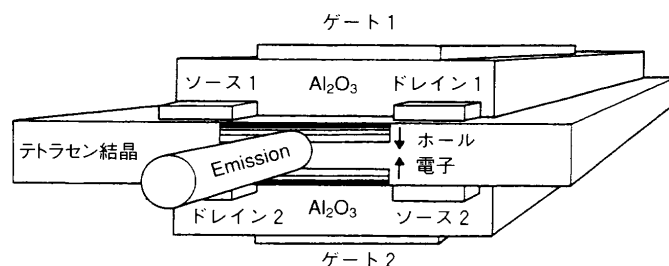 ゲート1
ソース1
Al₂O₃
ドレイン1
テトラセン結晶
Emission
ホール
電子
ドレイン2
Al₂O₃
ソース2
ゲート2